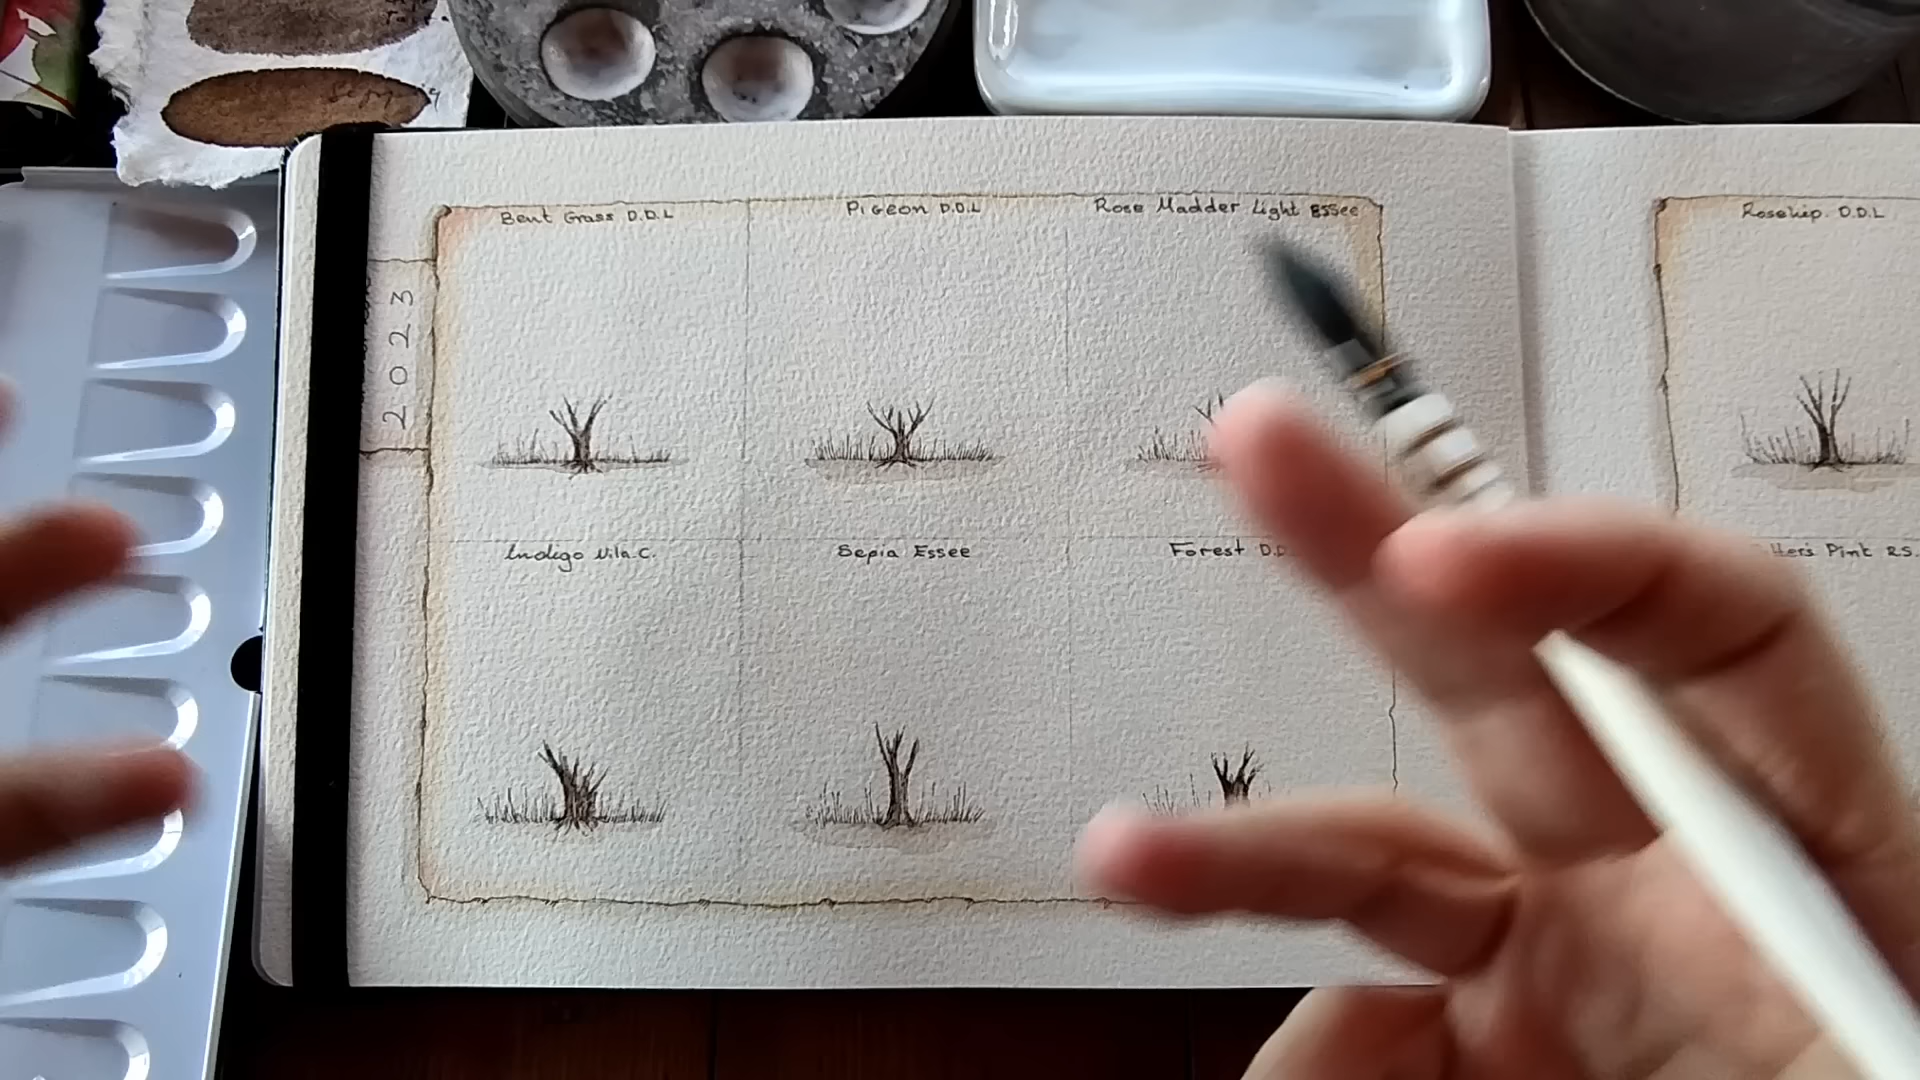 Bent Grass D.D.L
Pigeon D.D.L
Rose Madder Light Essee
Rosehip. D.D.L
2023
Indigo Vila.C.
Sepia Essee
Forest D.D
Pink R.S.